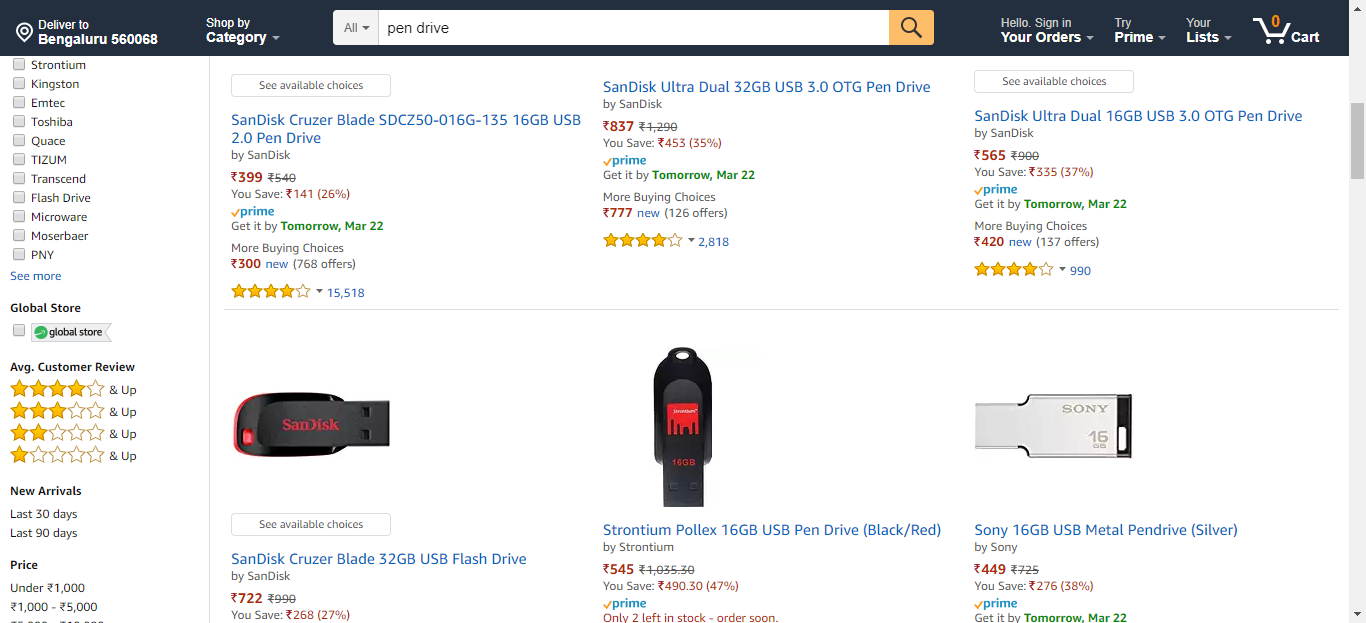 Deliver to
Bengaluru 560068
Shop by
Category
All
pen drive
Hello. Sign in
Your Orders
Try
Prime
Your
Lists
0
Cart
Strontium
Kingston
Emtec
Toshiba
Quace
TIZUM
Transcend
Flash Drive
Microware
Moserbaer
PNY
See more
Global Store
global store
Avg. Customer Review
& Up
& Up
& Up
& Up
New Arrivals
Last 30 days
Last 90 days
Price
Under ₹1,000
₹1,000 - ₹5,000
See available choices
SanDisk Cruzer Blade SDCZ50-016G-135 16GB USB
2.0 Pen Drive
by SanDisk
₹399 ₹540
You Save: ₹141 (26%)
prime
Get it by Tomorrow, Mar 22
More Buying Choices
₹300 new (768 offers)
15,518
SanDisk Ultra Dual 32GB USB 3.0 OTG Pen Drive
by SanDisk
₹837 ₹1,290
You Save: ₹453 (35%)
prime
Get it by Tomorrow, Mar 22
More Buying Choices
₹777 new (126 offers)
2,818
See available choices
SanDisk Ultra Dual 16GB USB 3.0 OTG Pen Drive
by SanDisk
₹565 ₹900
You Save: ₹335 (37%)
prime
Get it by Tomorrow, Mar 22
More Buying Choices
₹420 new (137 offers)
990
SanDisk
See available choices
SanDisk Cruzer Blade 32GB USB Flash Drive
by SanDisk
₹722 ₹990
You Save: ₹268 (27%)
Strontium
16GB
Strontium Pollex 16GB USB Pen Drive (Black/Red)
by Strontium
₹545 ₹1,035.30
You Save: ₹490.30 (47%)
prime
Only 2 left in stock - order soon.
SONY
16
GB
Sony 16GB USB Metal Pendrive (Silver)
by Sony
₹449 ₹725
You Save: ₹276 (38%)
prime
Get it by Tomorrow, Mar 22